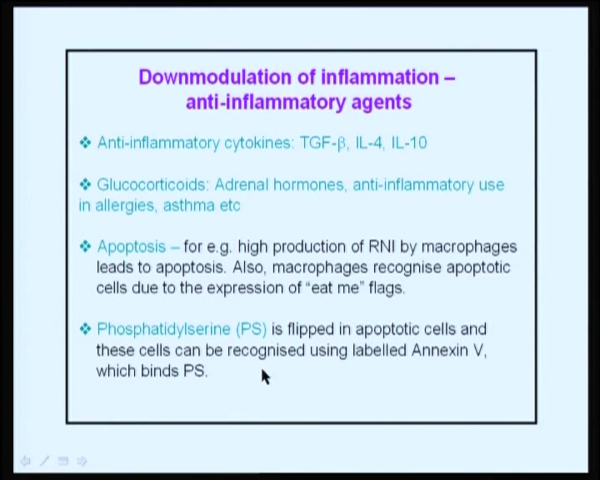 Downmodulation of inflammation –
anti-inflammatory agents
❖ Anti-inflammatory cytokines: TGF-β, IL-4, IL-10
❖ Glucocorticoids: Adrenal hormones, anti-inflammatory use
in allergies, asthma etc
❖ Apoptosis – for e.g. high production of RNI by macrophages
leads to apoptosis. Also, macrophages recognise apoptotic
cells due to the expression of “eat me” flags.
❖ Phosphatidylserine (PS) is flipped in apoptotic cells and
these cells can be recognised using labelled Annexin V,
which binds PS.